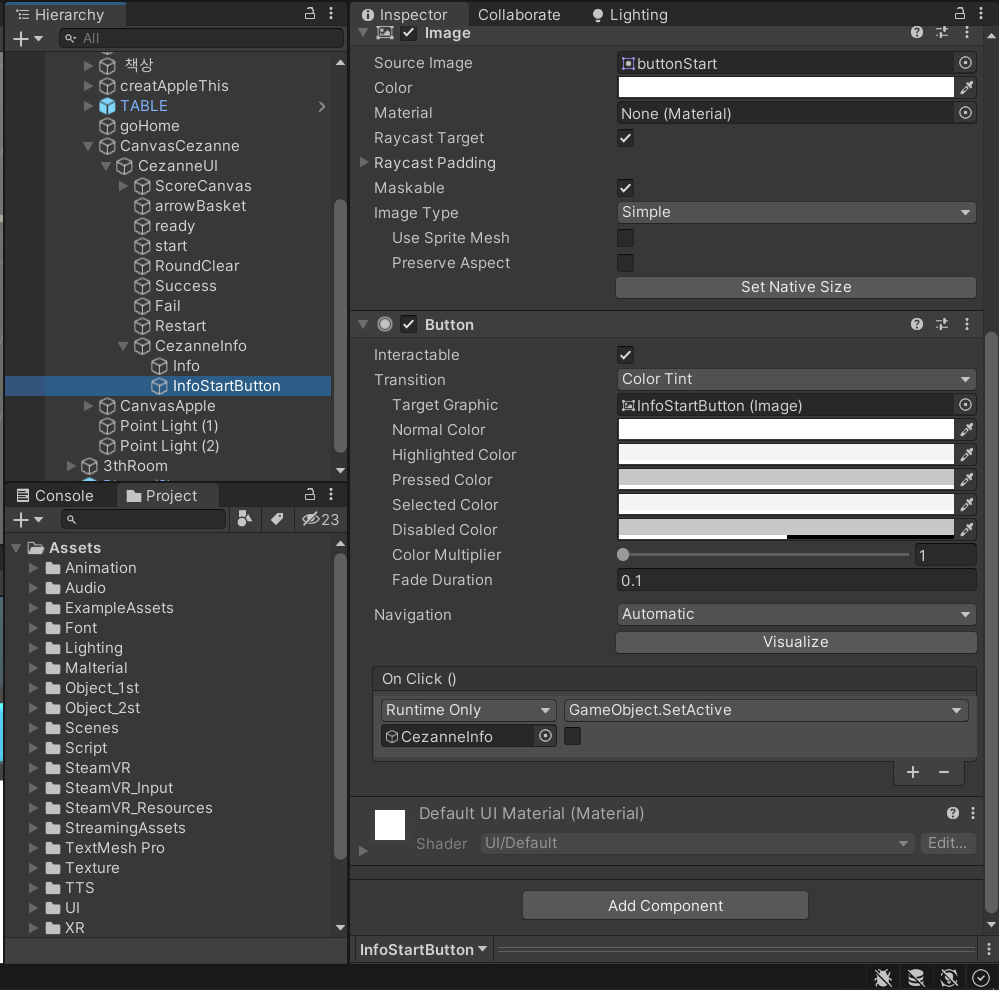 Hierarchy
All
책상
creatAppleThis
TABLE
goHome
CanvasCezanne
CezanneUI
ScoreCanvas
arrowBasket
ready
start
RoundClear
Success
Fail
Restart
CezanneInfo
Info
InfoStartButton
CanvasApple
Point Light (1)
Point Light (2)
3thRoom
Console
Project
23
Assets
Animation
Audio
ExampleAssets
Font
Lighting
Malterial
Object_1st
Object_2st
Scenes
Script
SteamVR
SteamVR_Input
SteamVR_Resources
StreamingAssets
TextMesh Pro
Texture
TTS
UI
XR
Inspector Collaborate Lighting
Image
Source Image buttonStart
Color
Material None (Material)
Raycast Target
Raycast Padding
Maskable
Image Type Simple
Use Sprite Mesh
Preserve Aspect
Set Native Size
Button
Interactable
Transition Color Tint
Target Graphic InfoStartButton (Image)
Normal Color
Highlighted Color
Pressed Color
Selected Color
Disabled Color
Color Multiplier 1
Fade Duration 0.1
Navigation Automatic
Visualize
On Click ()
Runtime Only GameObject.SetActive
CezanneInfo
Default UI Material (Material)
Shader UI/Default Edit...
Add Component
InfoStartButton